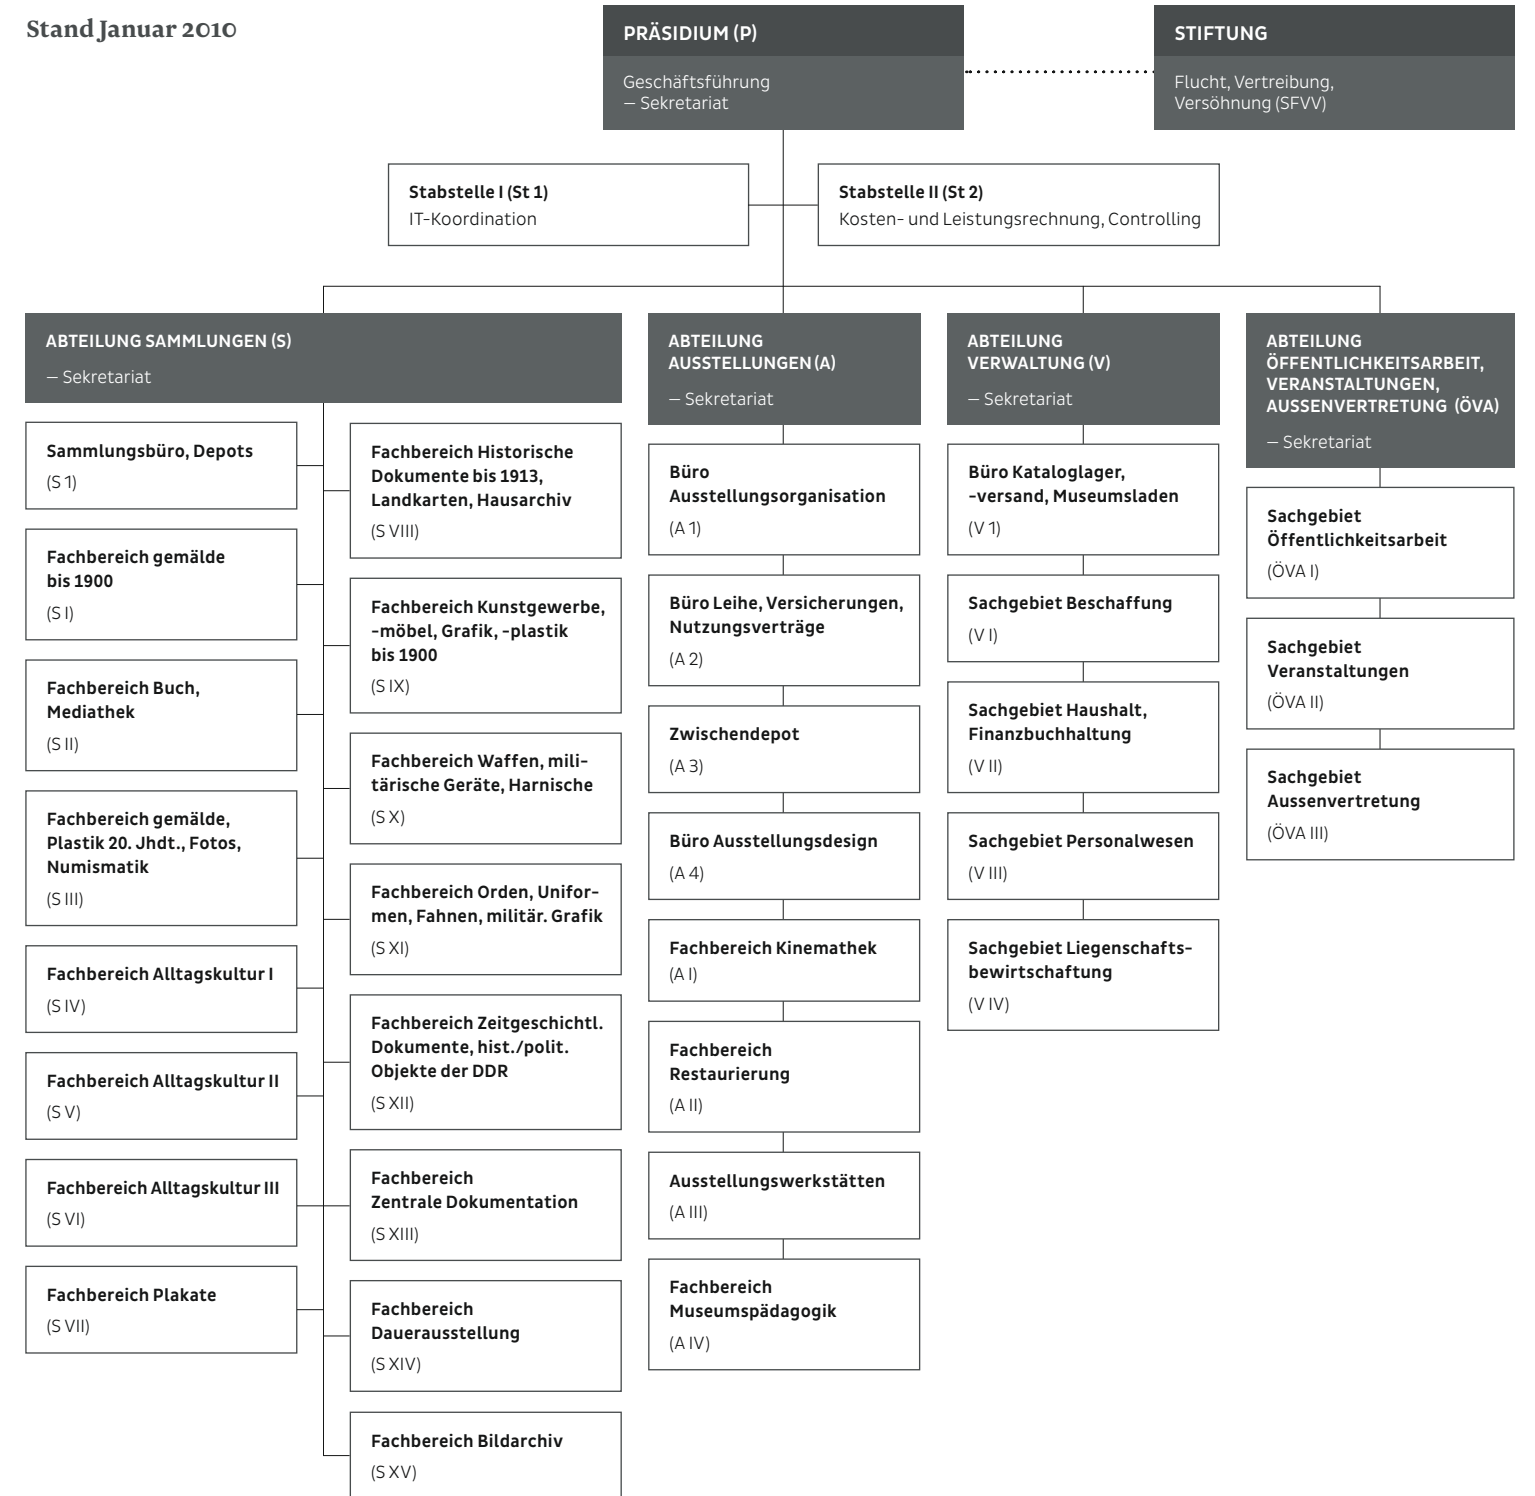 Stand Januar 2010
PRÄSIDIUM (P)
Geschäftsführung
– Sekretariat
STIFTUNG
Flucht, Vertreibung,
Versöhnung (SFVV)
Stabstelle I (St 1)
IT-Koordination
Stabstelle II (St 2)
Kosten- und Leistungsrechnung, Controlling
ABTEILUNG SAMMLUNGEN (S)
– Sekretariat
Sammlungsbüro, Depots
(S 1)
Fachbereich gemälde
bis 1900
(S I)
Fachbereich Buch,
Mediathek
(S II)
Fachbereich gemälde,
Plastik 20. Jhdt., Fotos,
Numismatik
(S III)
Fachbereich Alltagskultur I
(S IV)
Fachbereich Alltagskultur II
(S V)
Fachbereich Alltagskultur III
(S VI)
Fachbereich Plakate
(S VII)
Fachbereich Historische
Dokumente bis 1913,
Landkarten, Hausarchiv
(S VIII)
Fachbereich Kunstgewerbe,
-möbel, Grafik, -plastik
bis 1900
(S IX)
Fachbereich Waffen, mili-
tärische Geräte, Harnische
(S X)
Fachbereich Orden, Unifor-
men, Fahnen, militär. Grafik
(S XI)
Fachbereich Zeitgeschichtl.
Dokumente, hist./polit.
Objekte der DDR
(S XII)
Fachbereich
Zentrale Dokumentation
(S XIII)
Fachbereich
Dauerausstellung
(S XIV)
Fachbereich Bildarchiv
(S XV)
ABTEILUNG
AUSSTELLUNGEN (A)
– Sekretariat
Büro
Ausstellungsorganisation
(A 1)
Büro Leihe, Versicherungen,
Nutzungsverträge
(A 2)
Zwischendepot
(A 3)
Büro Ausstellungsdesign
(A 4)
Fachbereich Kinemathek
(A I)
Fachbereich
Restaurierung
(A II)
Ausstellungswerkstätten
(A III)
Fachbereich
Museumspädagogik
(A IV)
ABTEILUNG
VERWALTUNG (V)
– Sekretariat
Büro Kataloglager,
-versand, Museumsladen
(V 1)
Sachgebiet Beschaffung
(V I)
Sachgebiet Haushalt,
Finanzbuchhaltung
(V II)
Sachgebiet Personalwesen
(V III)
Sachgebiet Liegenschafts-
bewirtschaftung
(V IV)
ABTEILUNG
ÖFFENTLICHKEITSARBEIT,
VERANSTALTUNGEN,
AUSSENVERTRETUNG (ÖVA)
– Sekretariat
Sachgebiet
Öffentlichkeitsarbeit
(ÖVA I)
Sachgebiet
Veranstaltungen
(ÖVA II)
Sachgebiet
Aussenvertretung
(ÖVA III)